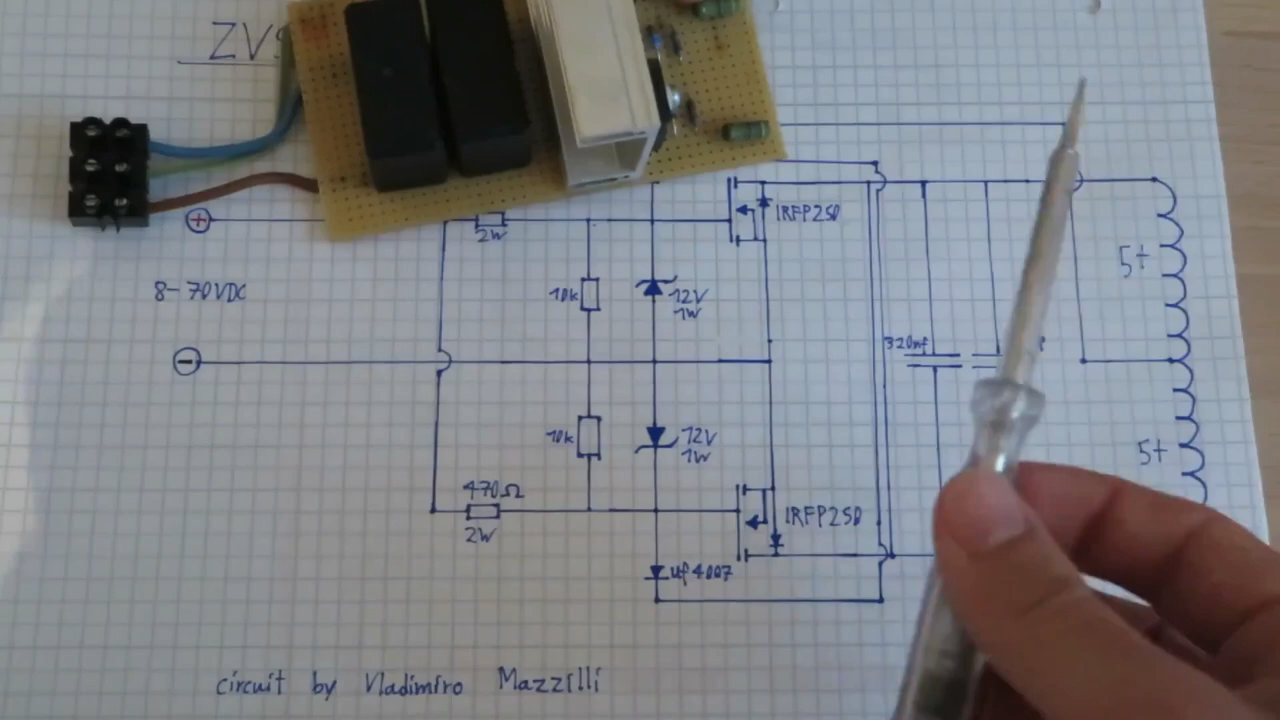 ZVS
2W
IRFP250
+
5t
10k
12V
1W
8-70VDC
320nf
-
10k
12V
1W
5t
470Ω
2W
IRFP250
uf4007
circuit by Vladimiro Mazzilli